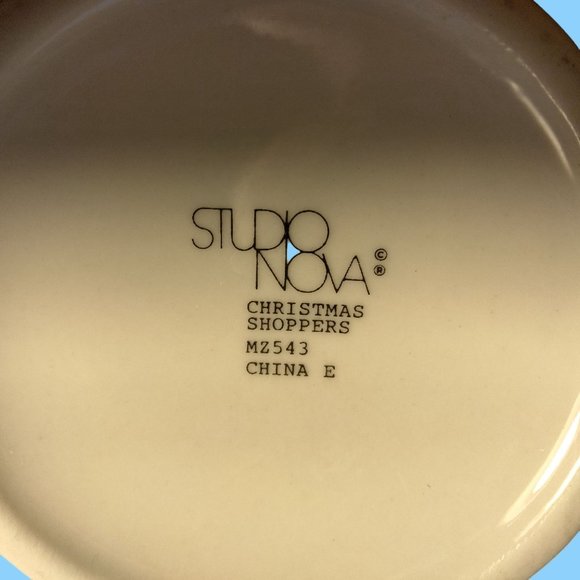 STUDIO
NOVA © ®
CHRISTMAS
SHOPPERS
MZ543
CHINA E